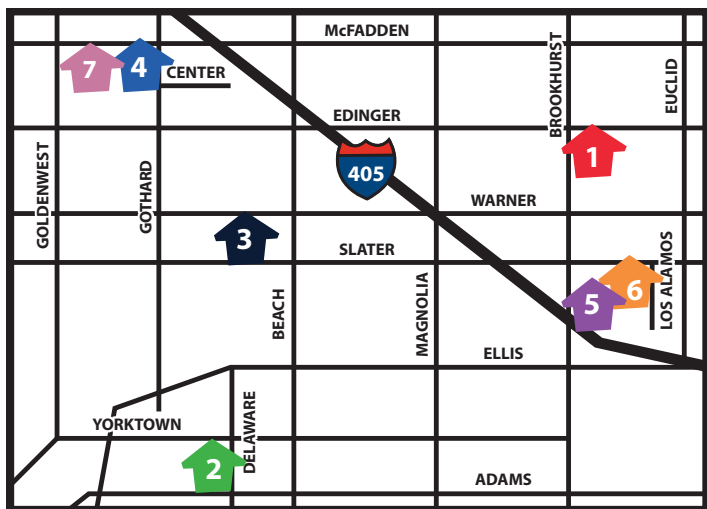 McFADDEN
7
4
CENTER
BROOKHURST
EUCLID
EDINGER
1
405
GOLDENWEST
GOTHARD
WARNER
3
SLATER
LOS ALAMOS
5
6
BEACH
MAGNOLIA
ELLIS
YORKTOWN
DELAWARE
2
ADAMS